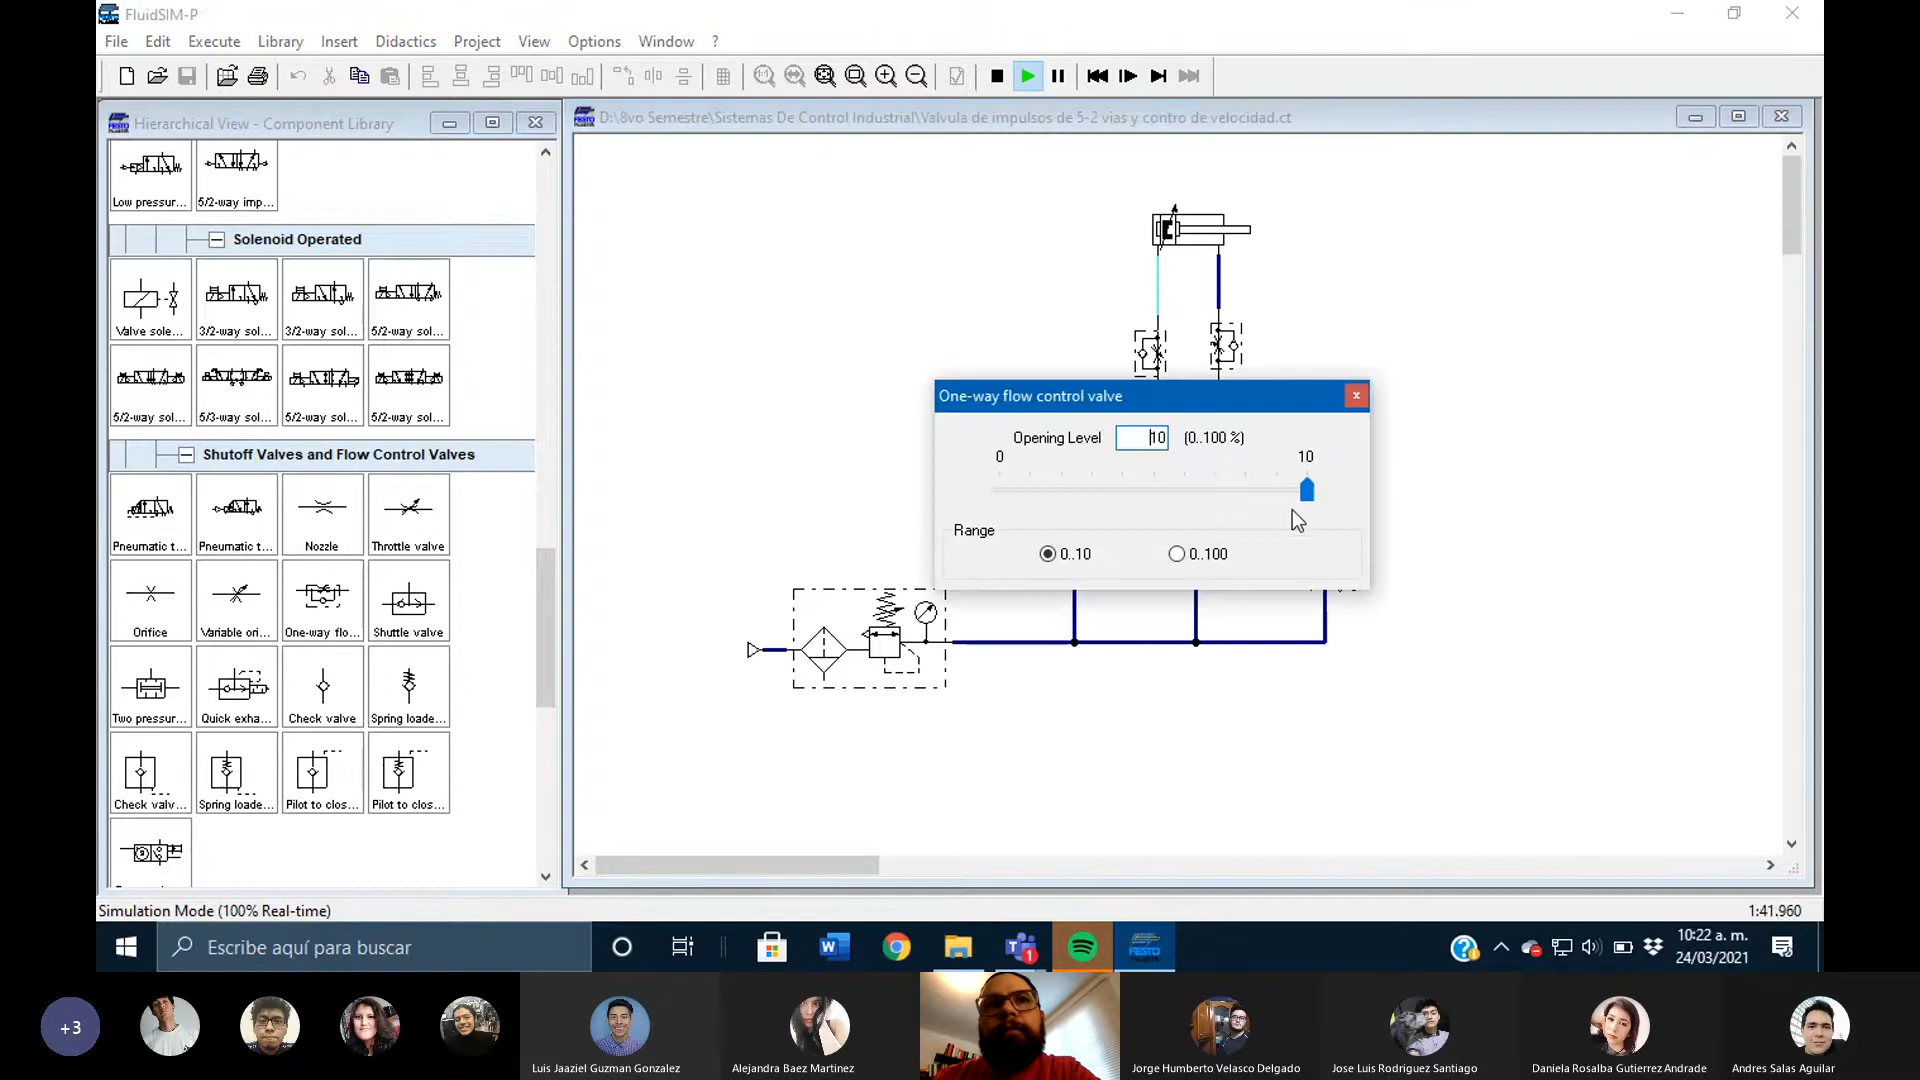 FluidSIM-P
File Edit Execute Library Insert Didactics Project View Options Window ?
Hierarchical View - Component Library
D:\8vo Semestre\Sistemas De Control Industrial\Valvula de impulsos de 5-2 vias y contro de velocidad.ct
Low pressur... 5/2-way imp...
Solenoid Operated
Valve sole... 3/2-way sol... 3/2-way sol... 5/2-way sol...
5/2-way sol... 5/3-way sol... 5/2-way sol... 5/2-way sol...
Shutoff Valves and Flow Control Valves
Pneumatic t... Pneumatic t... Nozzle Throttle valve
Orifice Variable ori... One-way flo... Shuttle valve
Two pressur... Quick exha... Check valve Spring loade...
Check valv... Spring loade... Pilot to clos... Pilot to clos...
A
One-way flow control valve
Opening Level 10 (0..100 %)
0 10
Range
0..10 0..100
Simulation Mode (100% Real-time) 1:41.960
Escribe aquí para buscar
FESTO
10:22 a. m.
24/03/2021
+3
Luis Jaaziel Guzman Gonzalez
Alejandra Baez Martinez
Jorge Humberto Velasco Delgado
Jose Luis Rodriguez Santiago
Daniela Rosalba Gutierrez Andrade
Andres Salas Aguilar